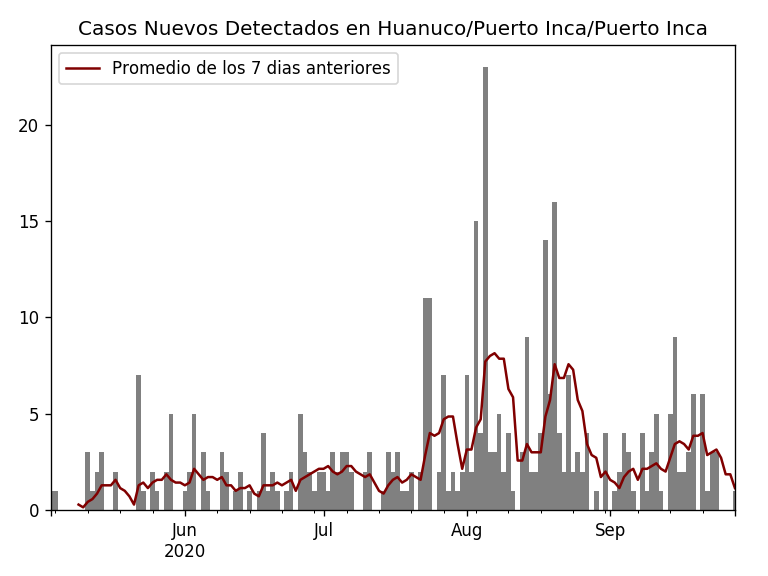 Casos Nuevos Detectados en Huanuco/Puerto Inca/Puerto Inca
Promedio de los 7 dias anteriores
20
15
10
5
0
Jun Jul Aug Sep
2020